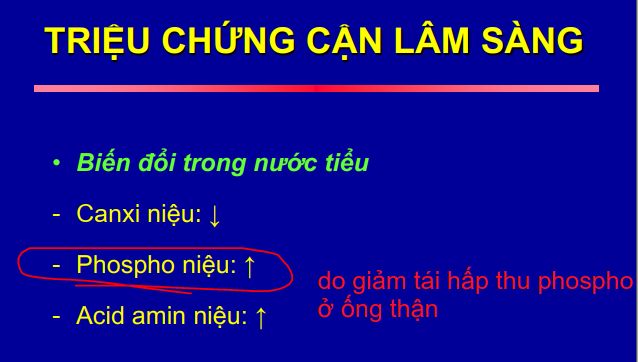 TRIỆU CHỨNG CẬN LÂM SÀNG
• Biến đổi trong nước tiểu
- Canxi niệu: ↓
- Phospho niệu: ↑
do giảm tái hấp thu phospho
ở ống thận
- Acid amin niệu: ↑